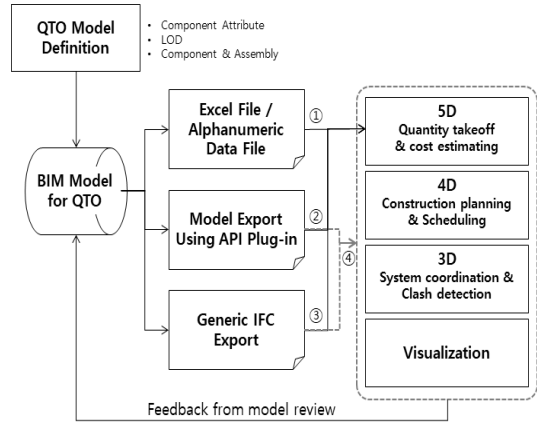 QTO Model
Definition
• Component Attribute
• LOD
• Component & Assembly
BIM Model
for QTO
Excel File /
Alphanumeric
Data File
①
Model Export
Using API Plug-in
②
Generic IFC
Export
③
④
5D
Quantity takeoff
& cost estimating
4D
Construction planning
& Scheduling
3D
System coordination &
Clash detection
Visualization
Feedback from model review